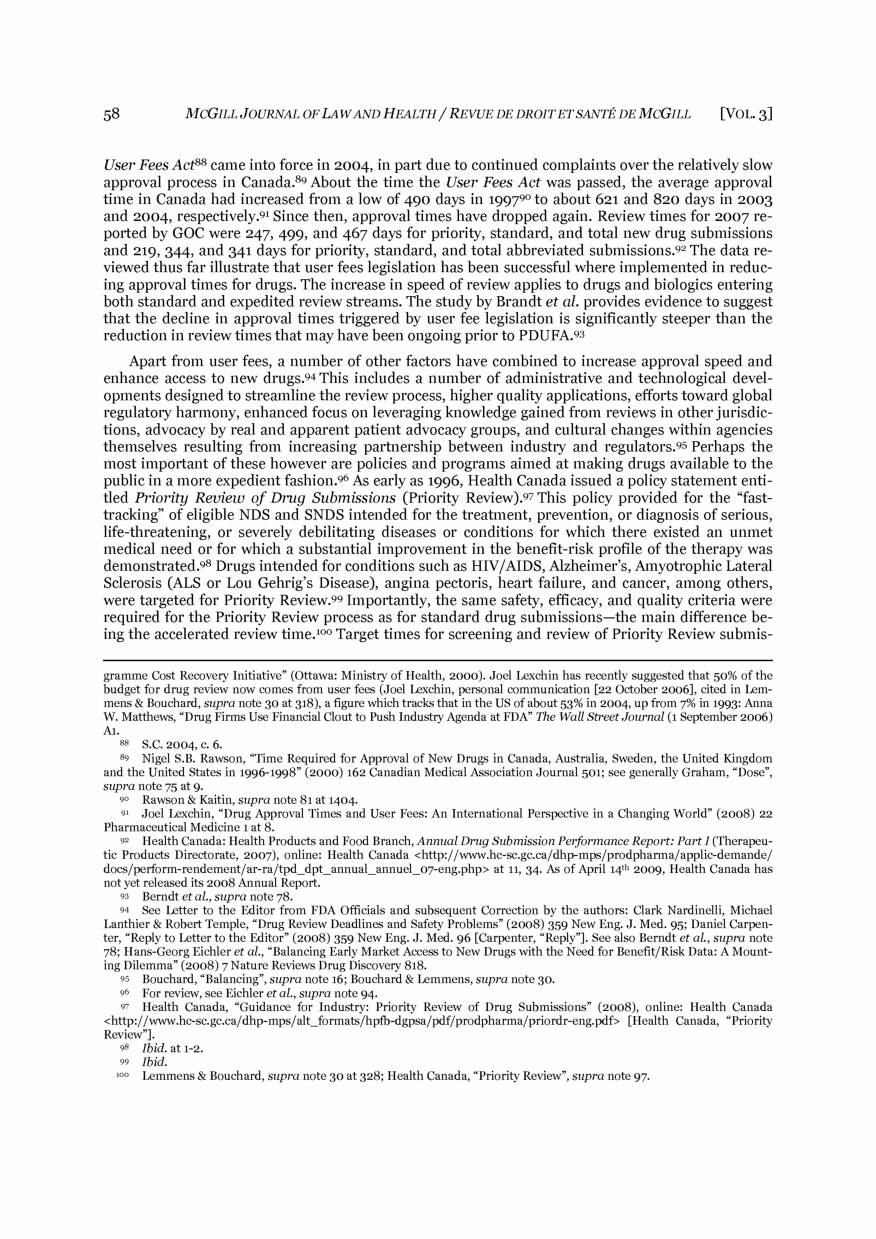 58 MCGILL JOURNAL OF LAW AND HEALTH / REVUE DE DROIT ET SANTÉ DE MCGILL [VOL. 3]
User Fees Act88 came into force in 2004, in part due to continued complaints over the relatively slow
approval process in Canada.89 About the time the User Fees Act was passed, the average approval
time in Canada had increased from a low of 490 days in 199790 to about 621 and 820 days in 2003
and 2004, respectively.91 Since then, approval times have dropped again. Review times for 2007 re-
ported by GOC were 247, 499, and 467 days for priority, standard, and total new drug submissions
and 219, 344, and 341 days for priority, standard, and total abbreviated submissions.92 The data re-
viewed thus far illustrate that user fees legislation has been successful where implemented in reduc-
ing approval times for drugs. The increase in speed of review applies to drugs and biologics entering
both standard and expedited review streams. The study by Brandt et al. provides evidence to suggest
that the decline in approval times triggered by user fee legislation is significantly steeper than the
reduction in review times that may have been ongoing prior to PDUFA.93
Apart from user fees, a number of other factors have combined to increase approval speed and
enhance access to new drugs.94 This includes a number of administrative and technological devel-
opments designed to streamline the review process, higher quality applications, efforts toward global
regulatory harmony, enhanced focus on leveraging knowledge gained from reviews in other jurisdic-
tions, advocacy by real and apparent patient advocacy groups, and cultural changes within agencies
themselves resulting from increasing partnership between industry and regulators.95 Perhaps the
most important of these however are policies and programs aimed at making drugs available to the
public in a more expedient fashion.96 As early as 1996, Health Canada issued a policy statement enti-
tled Priority Review of Drug Submissions (Priority Review).97 This policy provided for the “fast-
tracking” of eligible NDS and SNDS intended for the treatment, prevention, or diagnosis of serious,
life-threatening, or severely debilitating diseases or conditions for which there existed an unmet
medical need or for which a substantial improvement in the benefit-risk profile of the therapy was
demonstrated.98 Drugs intended for conditions such as HIV/AIDS, Alzheimer’s, Amyotrophic Lateral
Sclerosis (ALS or Lou Gehrig’s Disease), angina pectoris, heart failure, and cancer, among others,
were targeted for Priority Review.99 Importantly, the same safety, efficacy, and quality criteria were
required for the Priority Review process as for standard drug submissions—the main difference be-
ing the accelerated review time.100 Target times for screening and review of Priority Review submis-
gramme Cost Recovery Initiative” (Ottawa: Ministry of Health, 2000). Joel Lexchin has recently suggested that 50% of the
budget for drug review now comes from user fees (Joel Lexchin, personal communication [22 October 2006], cited in Lem-
mens & Bouchard, supra note 30 at 318), a figure which tracks that in the US of about 53% in 2004, up from 7% in 1993: Anna
W. Matthews, “Drug Firms Use Financial Clout to Push Industry Agenda at FDA” The Wall Street Journal (1 September 2006)
A1.
88 S.C. 2004, c. 6.
89 Nigel S.B. Rawson, “Time Required for Approval of New Drugs in Canada, Australia, Sweden, the United Kingdom
and the United States in 1996-1998” (2000) 162 Canadian Medical Association Journal 501; see generally Graham, “Dose”,
supra note 75 at 9.
90 Rawson & Kaitin, supra note 81 at 1404.
91 Joel Lexchin, “Drug Approval Times and User Fees: An International Perspective in a Changing World” (2008) 22
Pharmaceutical Medicine 1 at 8.
92 Health Canada: Health Products and Food Branch, Annual Drug Submission Performance Report: Part I (Therapeu-
tic Products Directorate, 2007), online: Health Canada <http://www.hc-sc.gc.ca/dhp-mps/prodpharma/applic-demande/
docs/perform-rendement/ar-ra/tpd_dpt_annual_annuel_07-eng.php> at 11, 34. As of April 14th 2009, Health Canada has
not yet released its 2008 Annual Report.
93 Berndt et al., supra note 78.
94 See Letter to the Editor from FDA Officials and subsequent Correction by the authors: Clark Nardinelli, Michael
Lanthier & Robert Temple, “Drug Review Deadlines and Safety Problems” (2008) 359 New Eng. J. Med. 95; Daniel Carpen-
ter, “Reply to Letter to the Editor” (2008) 359 New Eng. J. Med. 96 [Carpenter, “Reply”]. See also Berndt et al., supra note
78; Hans-Georg Eichler et al., “Balancing Early Market Access to New Drugs with the Need for Benefit/Risk Data: A Mount-
ing Dilemma” (2008) 7 Nature Reviews Drug Discovery 818.
95 Bouchard, “Balancing”, supra note 16; Bouchard & Lemmens, supra note 30.
96 For review, see Eichler et al., supra note 94.
97 Health Canada, “Guidance for Industry: Priority Review of Drug Submissions” (2008), online: Health Canada
<http://www.hc-sc.gc.ca/dhp-mps/alt_formats/hpfb-dgpsa/pdf/prodpharma/priordr-eng.pdf> [Health Canada, “Priority
Review”].
98 Ibid. at 1-2.
99 Ibid.
100 Lemmens & Bouchard, supra note 30 at 328; Health Canada, “Priority Review”, supra note 97.